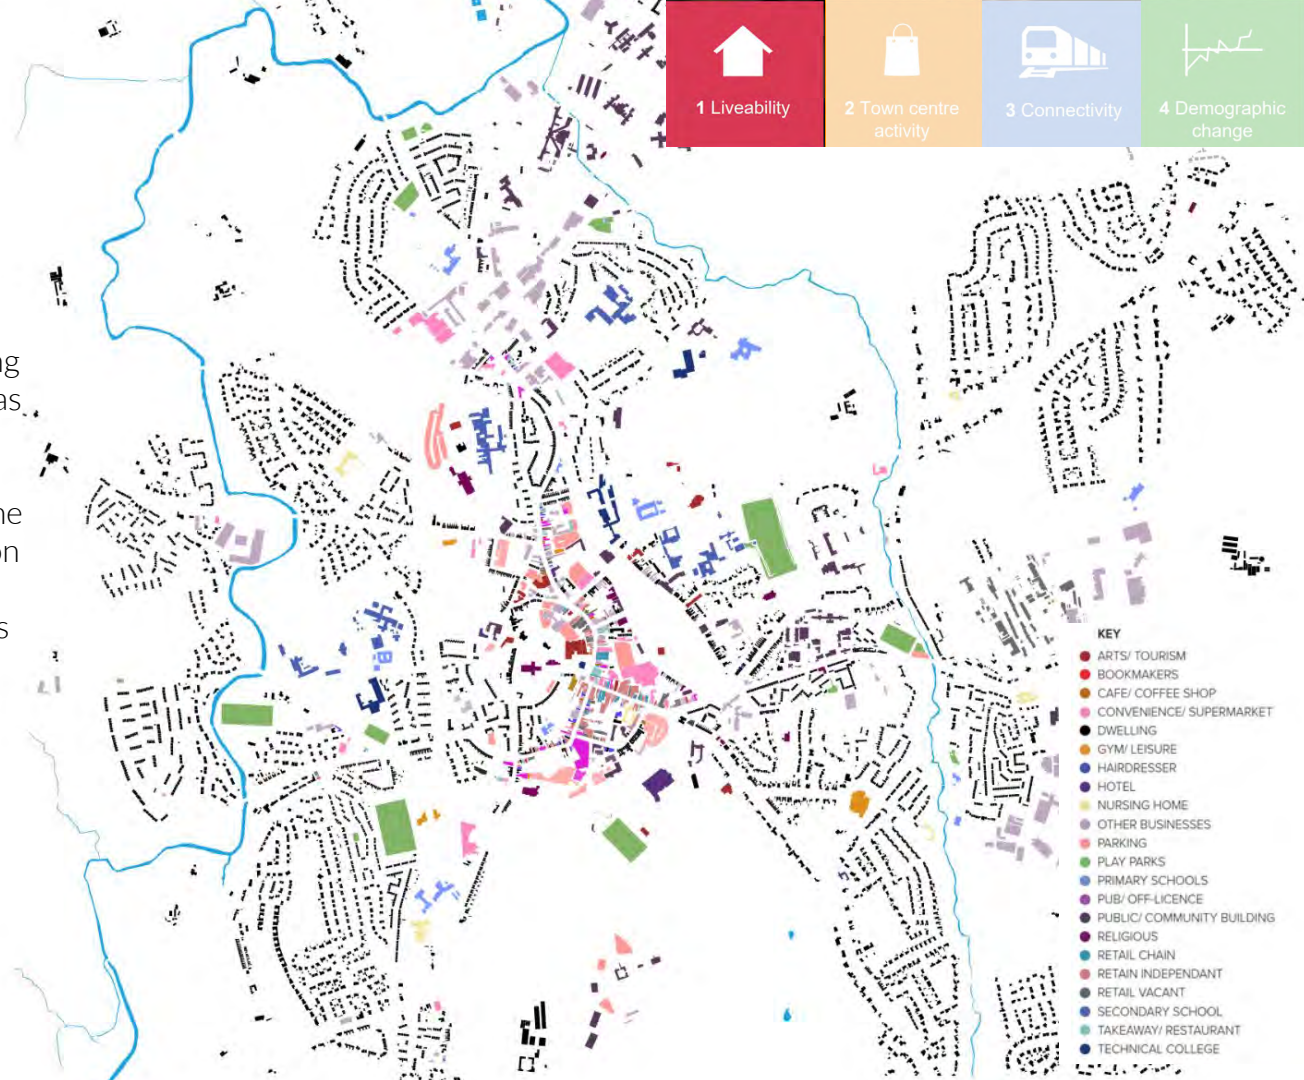 1 Liveability
2 Town centre
activity
3 Connectivity
4 Demographic
change
as
on
s
KEY
ARTS/ TOURISM
BOOKMAKERS
CAFE/ COFFEE SHOP
CONVENIENCE/ SUPERMARKET
DWELLING
GYM/ LEISURE
HAIRDRESSER
HOTEL
NURSING HOME
OTHER BUSINESSES
PARKING
PLAY PARKS
PRIMARY SCHOOLS
PUB/ OFF-LICENCE
PUBLIC/ COMMUNITY BUILDING
RELIGIOUS
RETAIL CHAIN
RETAIN INDEPENDANT
RETAIL VACANT
SECONDARY SCHOOL
TAKEAWAY/ RESTAURANT
TECHNICAL COLLEGE